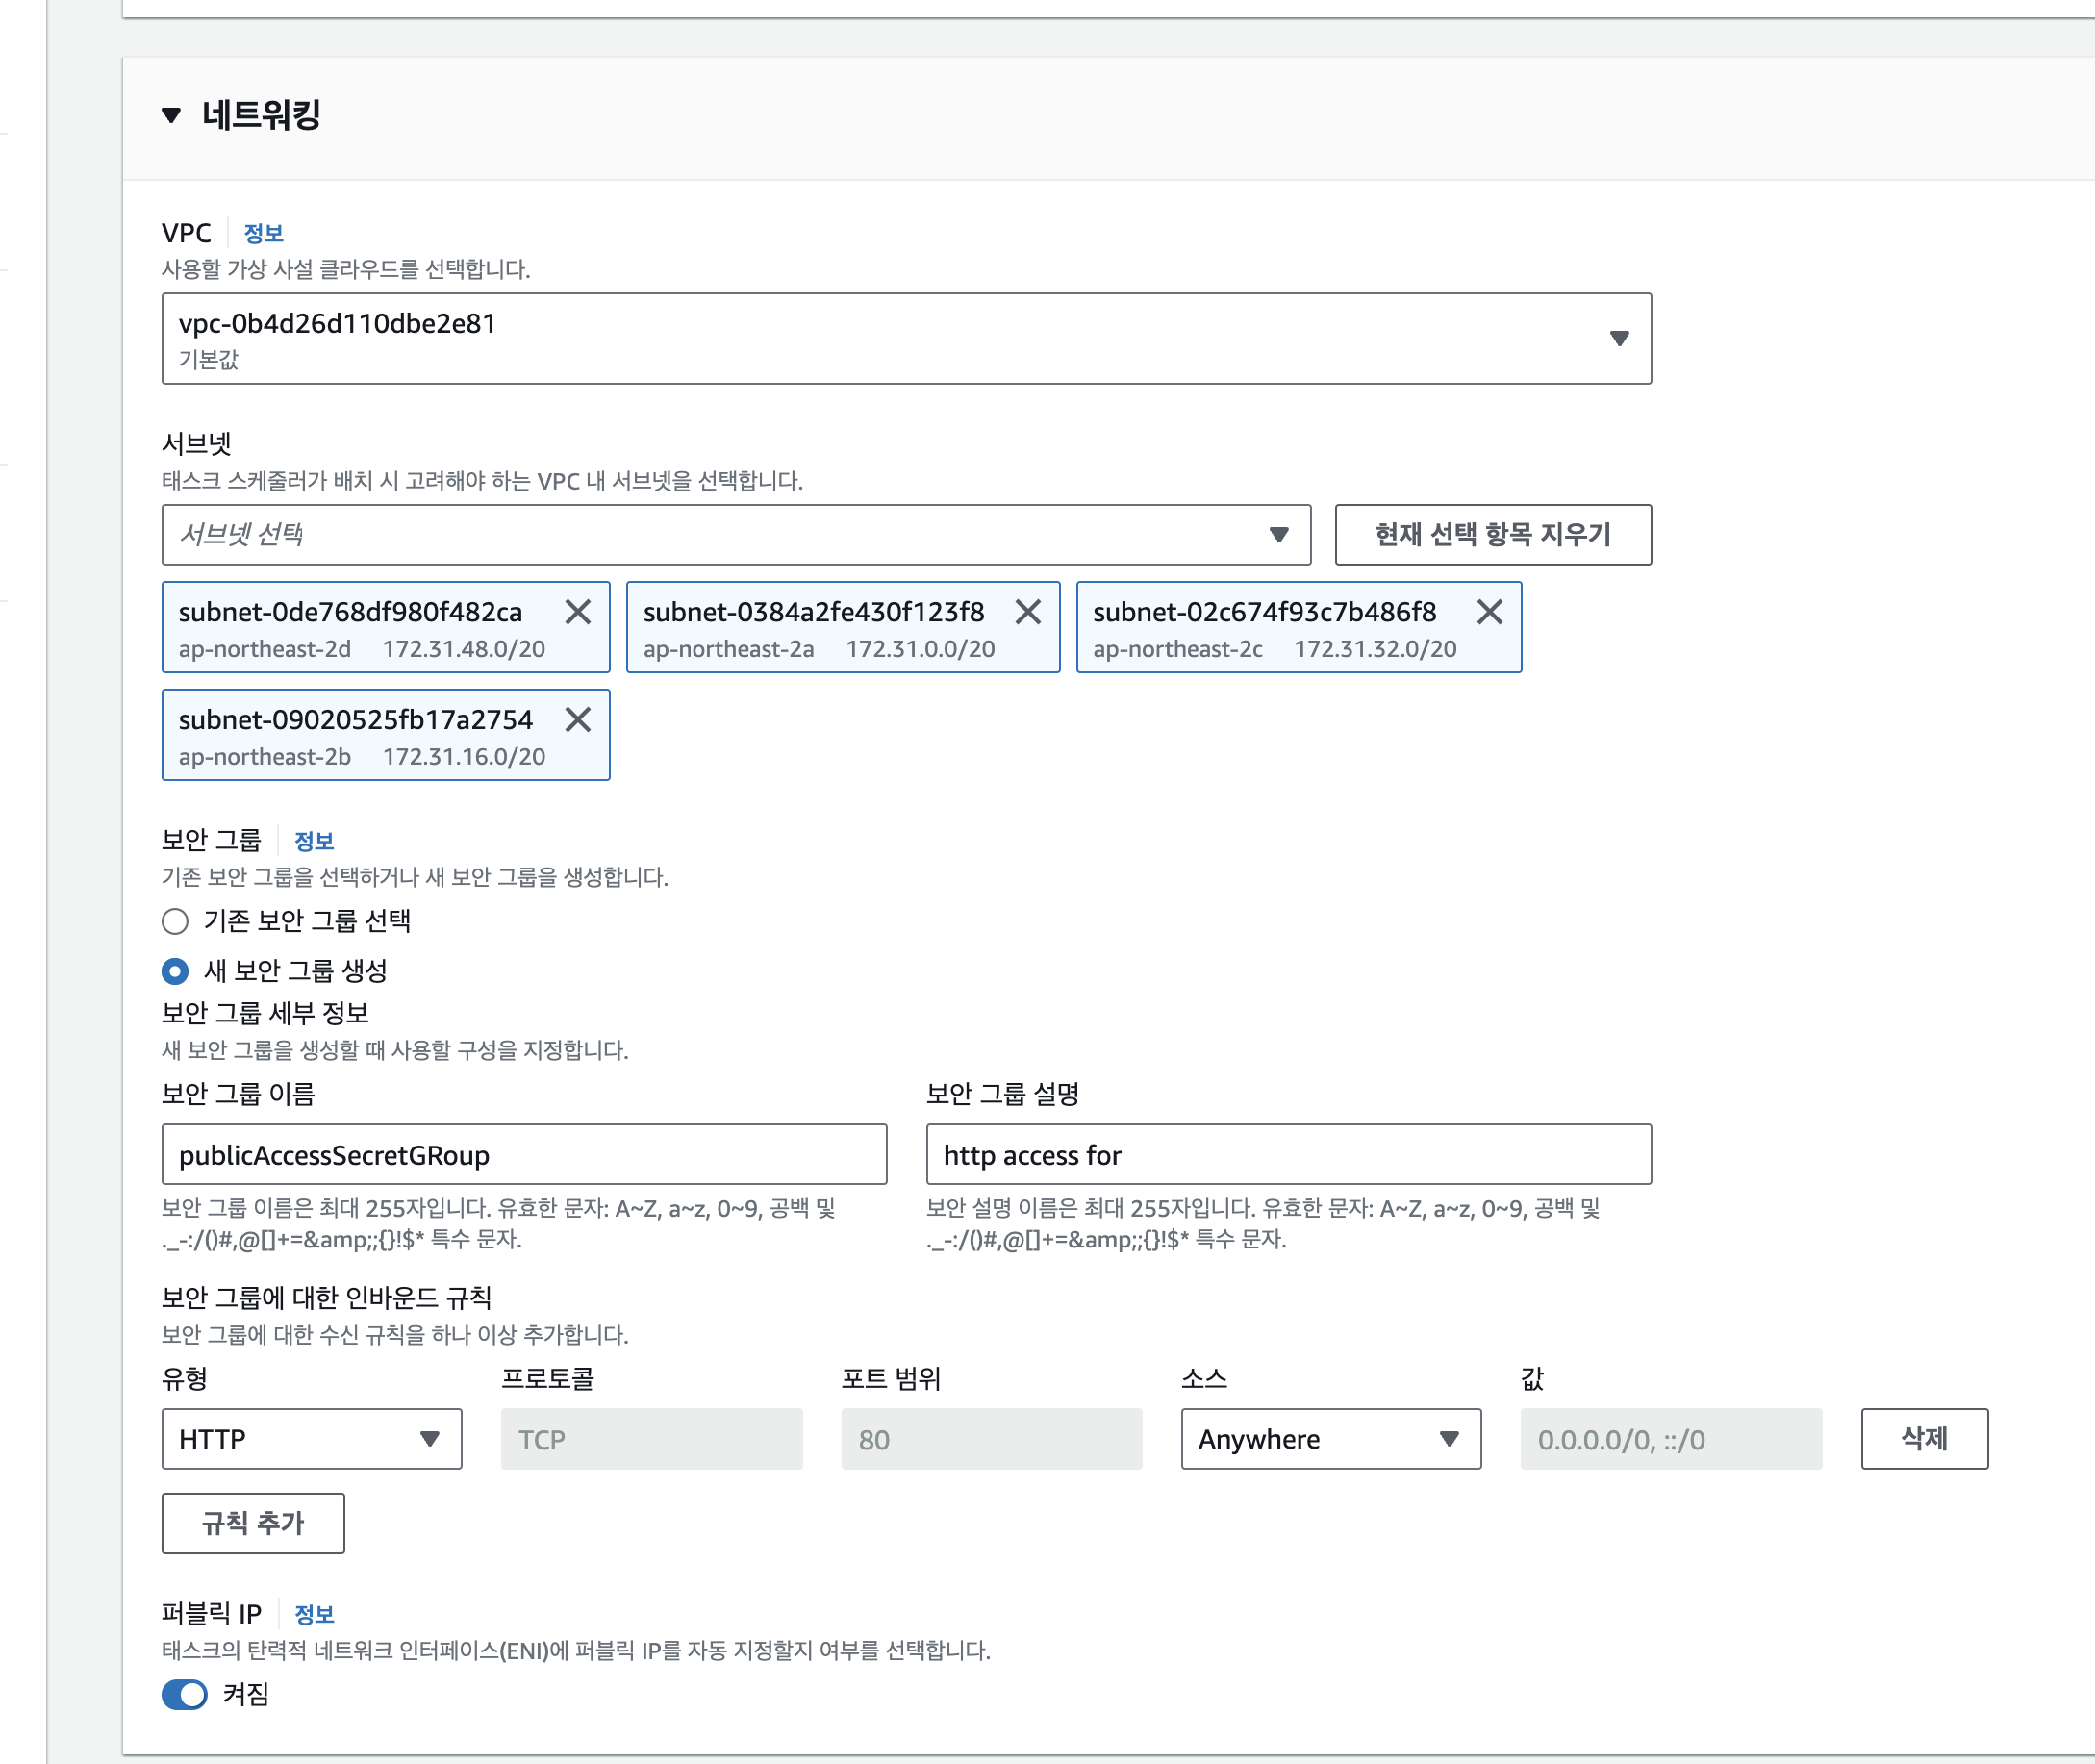 네트워킹
VPC 정보
사용할 가상 사설 클라우드를 선택합니다.
vpc-0b4d26d110dbe2e81
기본값
서브넷
태스크 스케줄러가 배치 시 고려해야 하는 VPC 내 서브넷을 선택합니다.
서브넷 선택 현재 선택 항목 지우기
subnet-0de768df980f482ca subnet-0384a2fe430f123f8 subnet-02c674f93c7b486f8
ap-northeast-2d 172.31.48.0/20 ap-northeast-2a 172.31.0.0/20 ap-northeast-2c 172.31.32.0/20
subnet-09020525fb17a2754
ap-northeast-2b 172.31.16.0/20
보안 그룹 정보
기존 보안 그룹을 선택하거나 새 보안 그룹을 생성합니다.
기존 보안 그룹 선택
새 보안 그룹 생성
보안 그룹 세부 정보
새 보안 그룹을 생성할 때 사용할 구성을 지정합니다.
보안 그룹 이름 보안 그룹 설명
publicAccessSecretGRoup http access for
보안 그룹 이름은 최대 255자입니다. 유효한 문자: A~Z, a~z, 0~9, 공백 및 보안 설명 이름은 최대 255자입니다. 유효한 문자: A~Z, a~z, 0~9, 공백 및
._-:/()#,@[]+=&amp;;{}!$* 특수 문자. ._-:/()#,@[]+=&amp;;{}!$* 특수 문자.
보안 그룹에 대한 인바운드 규칙
보안 그룹에 대한 수신 규칙을 하나 이상 추가합니다.
유형 프로토콜 포트 범위 소스 값
HTTP TCP 80 Anywhere 0.0.0.0/0, ::/0 삭제
규칙 추가
퍼블릭 IP 정보
태스크의 탄력적 네트워크 인터페이스(ENI)에 퍼블릭 IP를 자동 지정할지 여부를 선택합니다.
켜짐